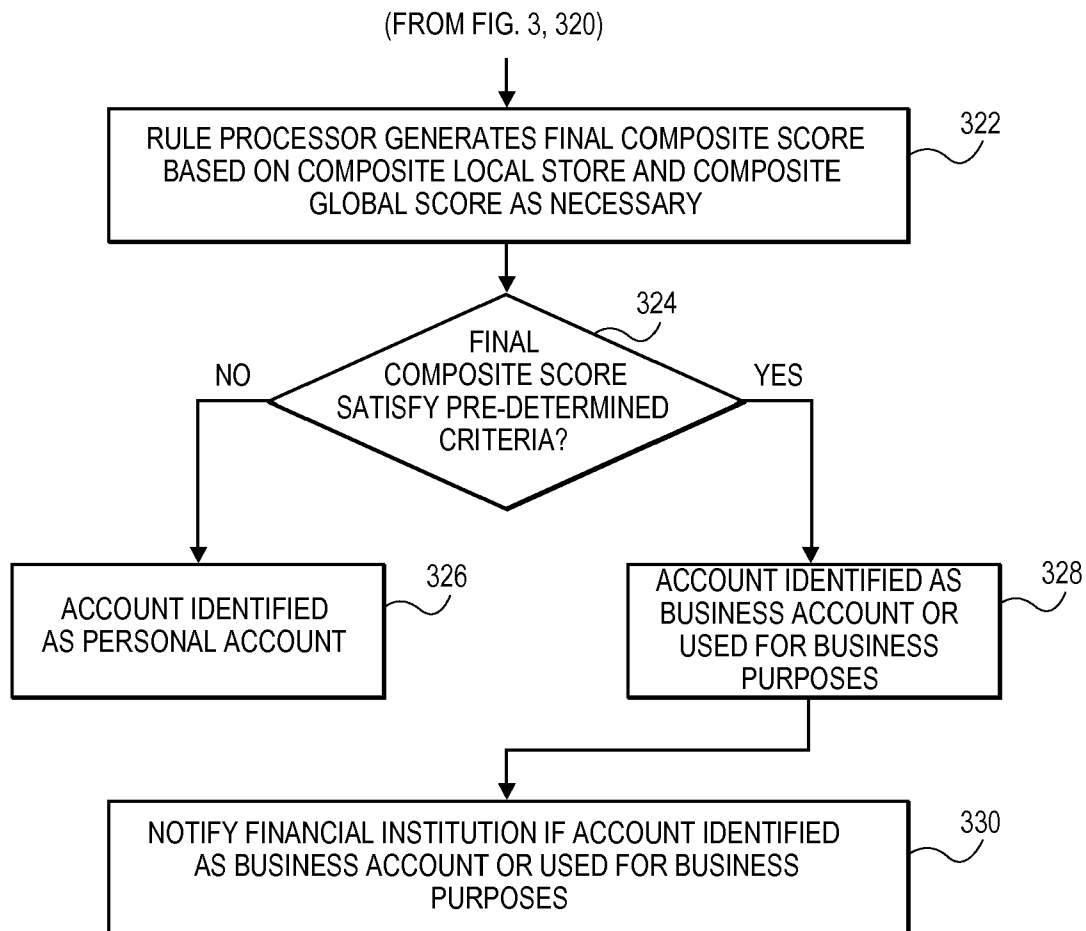 (FROM FIG. 3, 320)
RULE PROCESSOR GENERATES FINAL COMPOSITE SCORE
BASED ON COMPOSITE LOCAL STORE AND COMPOSITE
GLOBAL SCORE AS NECESSARY
322
324
FINAL
COMPOSITE SCORE
SATISFY PRE-DETERMINED
CRITERIA?
NO
YES
ACCOUNT IDENTIFIED
AS PERSONAL ACCOUNT
326
ACCOUNT IDENTIFIED AS
BUSINESS ACCOUNT OR
USED FOR BUSINESS
PURPOSES
328
NOTIFY FINANCIAL INSTITUTION IF ACCOUNT IDENTIFIED
AS BUSINESS ACCOUNT OR USED FOR BUSINESS
PURPOSES
330